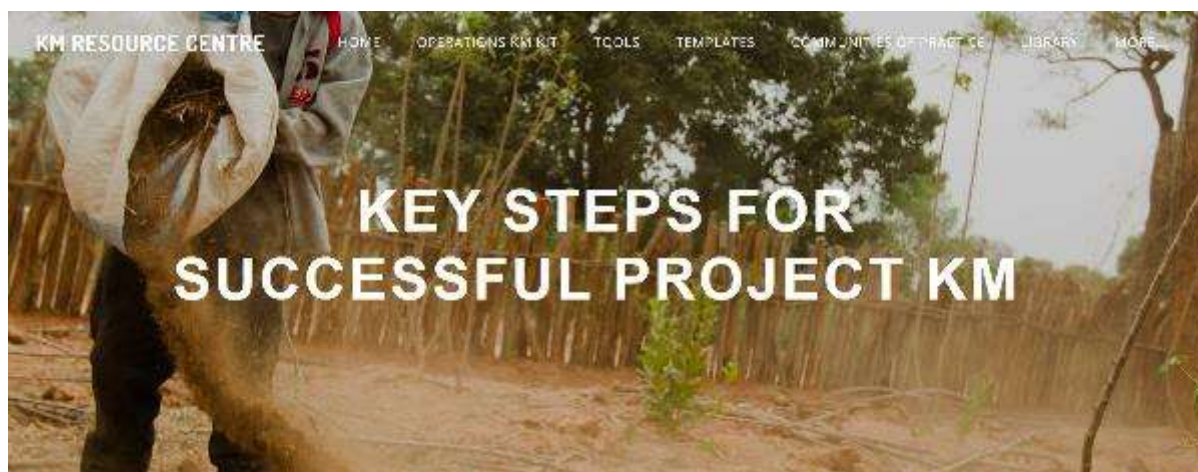 KM RESOURCE CENTRE HOME OPERATIONS KM KIT TOOLS TEMPLATES COMMUNITIES OF PRACTICE LIBRARY MORE...
KEY STEPS FOR
SUCCESSFUL PROJECT KM